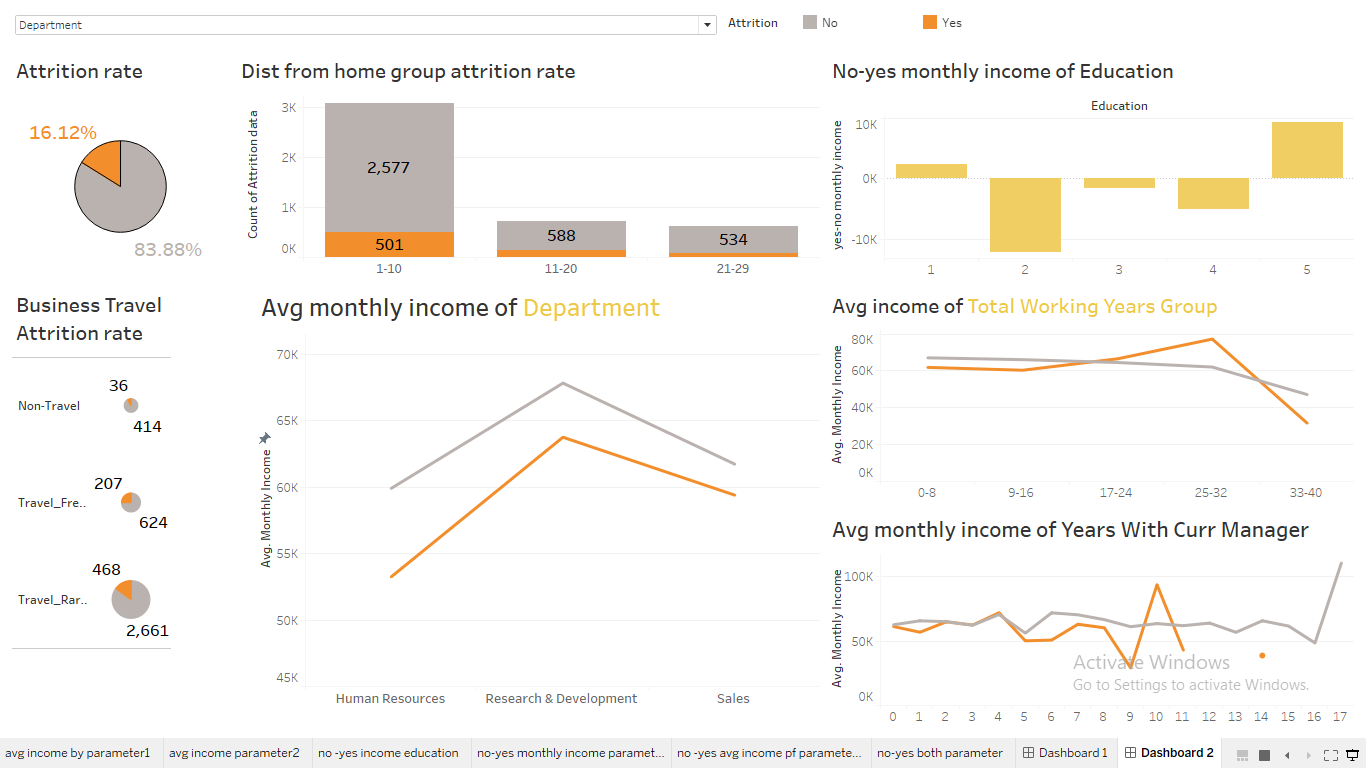 Department
Attrition
No
Yes
Attrition rate
16.12%
83.88%
Dist from home group attrition rate
Count of Attrition data
3K
2K
1K
0K
2,577
501
588
534
1-10
11-20
21-29
No-yes monthly income of Education
Education
yes-no monthly income
10K
0K
-10K
1
2
3
4
5
Business Travel
Attrition rate
Non-Travel
36
414
Travel_Fre..
207
624
Travel_Rar..
468
2,661
Avg monthly income of Department
Avg. Monthly Income
70K
65K
60K
55K
50K
45K
Human Resources
Research & Development
Sales
Avg income of Total Working Years Group
Avg. Monthly Income
80K
60K
40K
20K
0K
0-8
9-16
17-24
25-32
33-40
Avg monthly income of Years With Curr Manager
Avg. Monthly Income
100K
50K
0K
0
1
2
3
4
5
6
7
8
9
10
11
12
13
14
15
16
17
Activate Windows
Go to Settings to activate Windows.
avg income by parameter1
avg income parameter2
no -yes income education
no-yes monthly income paramet...
no -yes avg income pf paramete...
no-yes both parameter
Dashboard 1
Dashboard 2